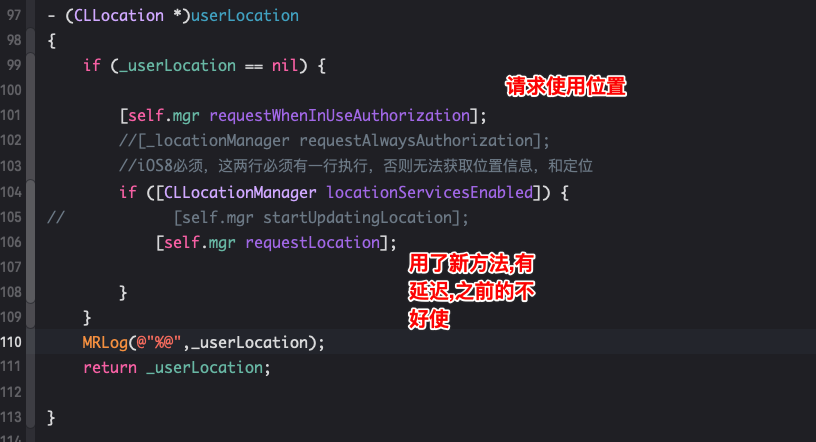 97 - (CLLocation *)userLocation
98 {
99 if (_userLocation == nil) {
100 请求使用位置
101 [self.mgr requestWhenInUseAuthorization];
102 //[_locationManager requestAlwaysAuthorization];
103 //iOS8必须，这两行必须有一行执行，否则无法获取位置信息，和定位
104 if ([CLLocationManager locationServicesEnabled]) {
105 // [self.mgr startUpdatingLocation];
106 [self.mgr requestLocation];
107 用了新方法,有
108 } 延迟,之前的不
109 } 好使
110 MRLog(@"%@",_userLocation);
111 return _userLocation;
112
113 }
114